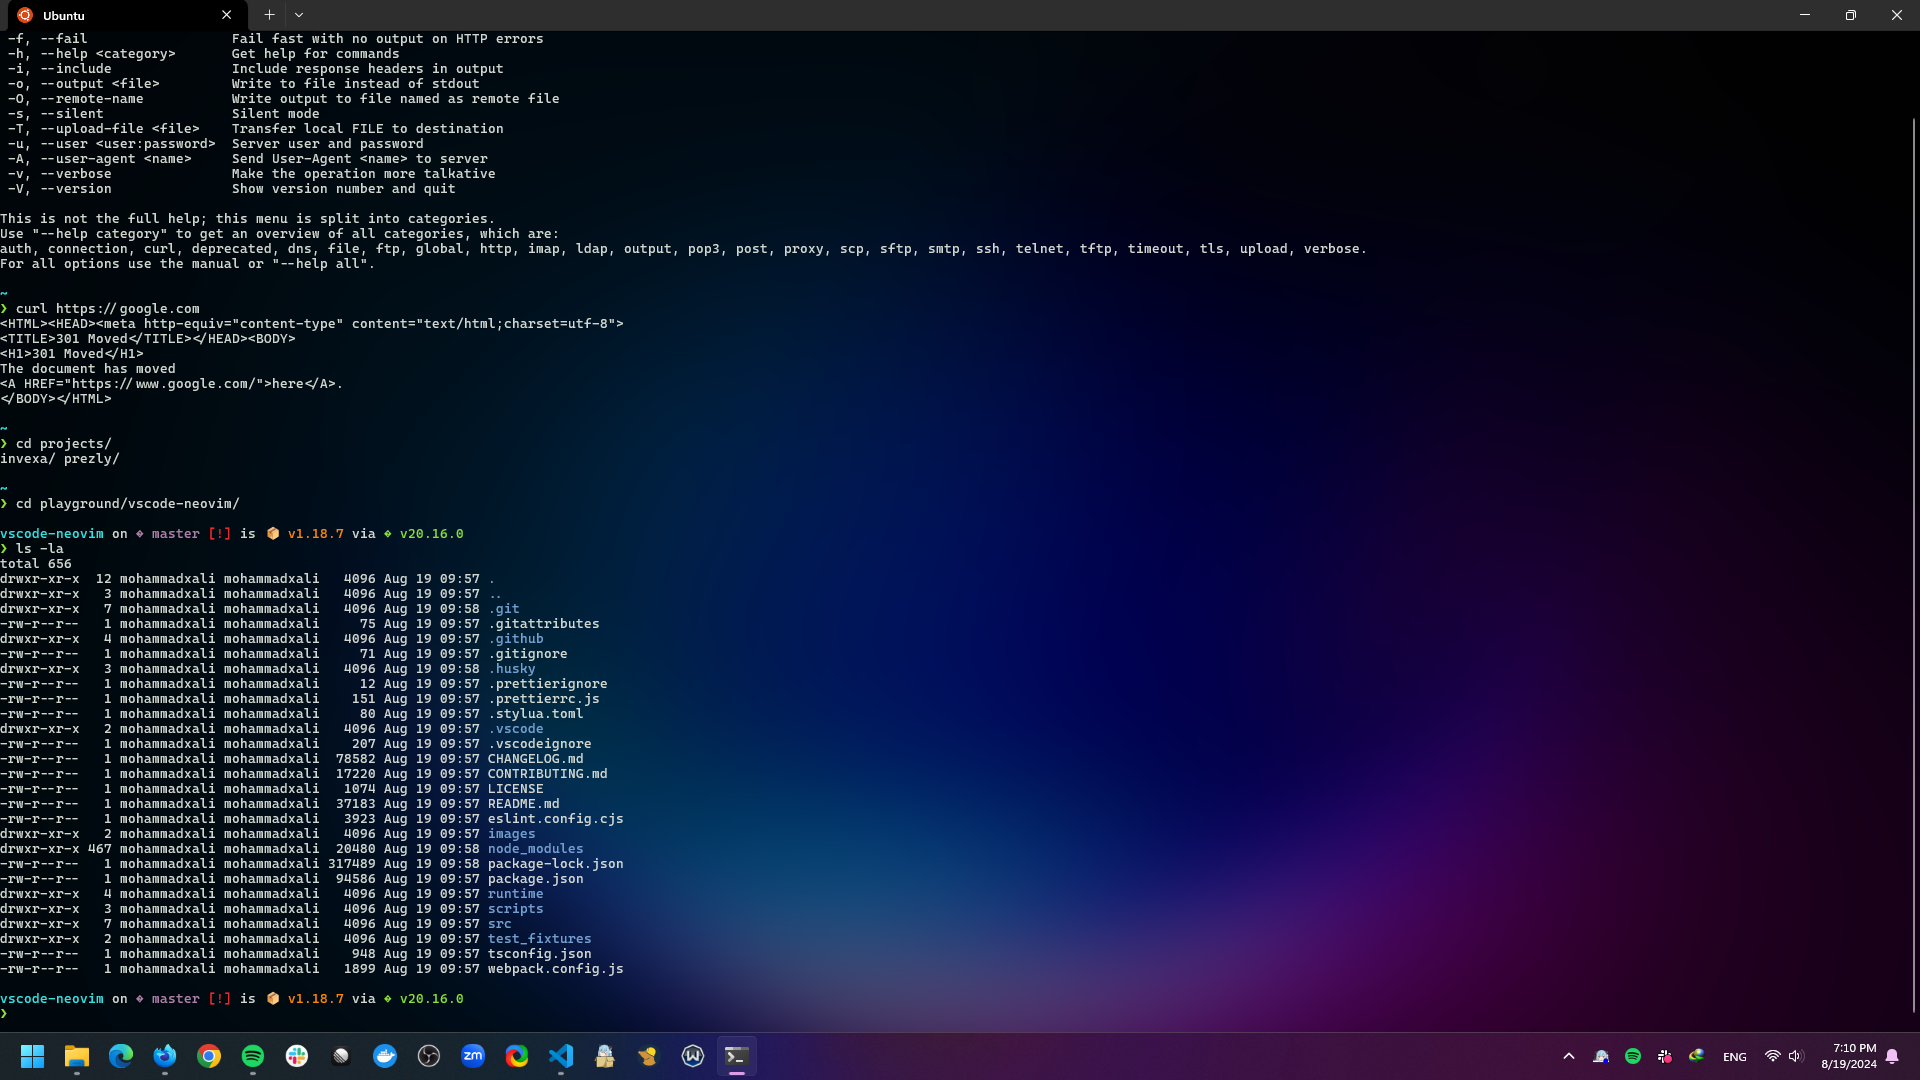 Ubuntu
-f, --fail Fail fast with no output on HTTP errors
-h, --help <category> Get help for commands
-i, --include Include response headers in output
-o, --output <file> Write to file instead of stdout
-O, --remote-name Write output to file named as remote file
-s, --silent Silent mode
-T, --upload-file <file> Transfer local FILE to destination
-u, --user <user:password> Server user and password
-A, --user-agent <name> Send User-Agent <name> to server
-v, --verbose Make the operation more talkative
-V, --version Show version number and quit
This is not the full help; this menu is split into categories.
Use "--help category" to get an overview of all categories, which are:
auth, connection, curl, deprecated, dns, file, ftp, global, http, imap, ldap, output, pop3, post, proxy, scp, sftp, smtp, ssh, telnet, tftp, timeout, tls, upload, verbose.
For all options use the manual or "--help all".
~
❯ curl https://google.com
<HTML><HEAD><meta http-equiv="content-type" content="text/html;charset=utf-8">
<TITLE>301 Moved</TITLE></HEAD><BODY>
<H1>301 Moved</H1>
The document has moved
<A HREF="https://www.google.com/">here</A>.
</BODY></HTML>
~
❯ cd projects/
invexa/ prezly/
~
❯ cd playground/vscode-neovim/
vscode-neovim on � master [!] is 📦 v1.18.7 via � v20.16.0
❯ ls -la
total 656
drwxr-xr-x 12 mohammadxali mohammadxali 4096 Aug 19 09:57 .
drwxr-xr-x 3 mohammadxali mohammadxali 4096 Aug 19 09:57 ..
drwxr-xr-x 7 mohammadxali mohammadxali 4096 Aug 19 09:58 .git
-rw-r--r-- 1 mohammadxali mohammadxali 75 Aug 19 09:57 .gitattributes
drwxr-xr-x 4 mohammadxali mohammadxali 4096 Aug 19 09:57 .github
-rw-r--r-- 1 mohammadxali mohammadxali 71 Aug 19 09:57 .gitignore
drwxr-xr-x 3 mohammadxali mohammadxali 4096 Aug 19 09:58 .husky
-rw-r--r-- 1 mohammadxali mohammadxali 12 Aug 19 09:57 .prettierignore
-rw-r--r-- 1 mohammadxali mohammadxali 151 Aug 19 09:57 .prettierrc.js
-rw-r--r-- 1 mohammadxali mohammadxali 80 Aug 19 09:57 .stylua.toml
drwxr-xr-x 2 mohammadxali mohammadxali 4096 Aug 19 09:57 .vscode
-rw-r--r-- 1 mohammadxali mohammadxali 207 Aug 19 09:57 .vscodeignore
-rw-r--r-- 1 mohammadxali mohammadxali 78582 Aug 19 09:57 CHANGELOG.md
-rw-r--r-- 1 mohammadxali mohammadxali 17220 Aug 19 09:57 CONTRIBUTING.md
-rw-r--r-- 1 mohammadxali mohammadxali 1074 Aug 19 09:57 LICENSE
-rw-r--r-- 1 mohammadxali mohammadxali 37183 Aug 19 09:57 README.md
-rw-r--r-- 1 mohammadxali mohammadxali 3923 Aug 19 09:57 eslint.config.cjs
drwxr-xr-x 2 mohammadxali mohammadxali 4096 Aug 19 09:57 images
drwxr-xr-x 467 mohammadxali mohammadxali 20480 Aug 19 09:58 node_modules
-rw-r--r-- 1 mohammadxali mohammadxali 317489 Aug 19 09:58 package-lock.json
-rw-r--r-- 1 mohammadxali mohammadxali 94586 Aug 19 09:57 package.json
drwxr-xr-x 4 mohammadxali mohammadxali 4096 Aug 19 09:57 runtime
drwxr-xr-x 3 mohammadxali mohammadxali 4096 Aug 19 09:57 scripts
drwxr-xr-x 7 mohammadxali mohammadxali 4096 Aug 19 09:57 src
drwxr-xr-x 2 mohammadxali mohammadxali 4096 Aug 19 09:57 test_fixtures
-rw-r--r-- 1 mohammadxali mohammadxali 948 Aug 19 09:57 tsconfig.json
-rw-r--r-- 1 mohammadxali mohammadxali 1899 Aug 19 09:57 webpack.config.js
vscode-neovim on � master [!] is 📦 v1.18.7 via � v20.16.0
❯
zm
W
ENG
7:10 PM
8/19/2024